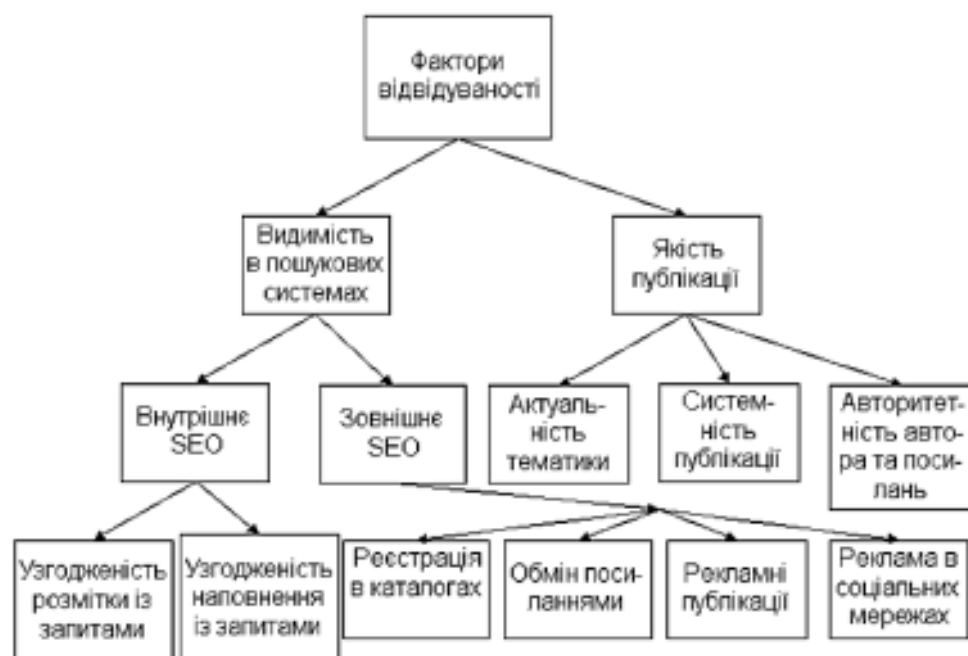 Фактори
відвідуваності
Видимість
в пошукових
системах
Якість
публікації
Внутрішнє
SEO
Зовнішнє
SEO
Актуаль-
ність
тематики
Систем-
ність
публікації
Авторитет-
ність авто-
ра та поси-
лань
Узгодженість
розмітки із
запитами
Узгодженість
наповнення
із запитами
Реєстрація
в каталогах
Обмін поси-
ланнями
Рекламні
публікації
Реклама в
соціальних
мережах